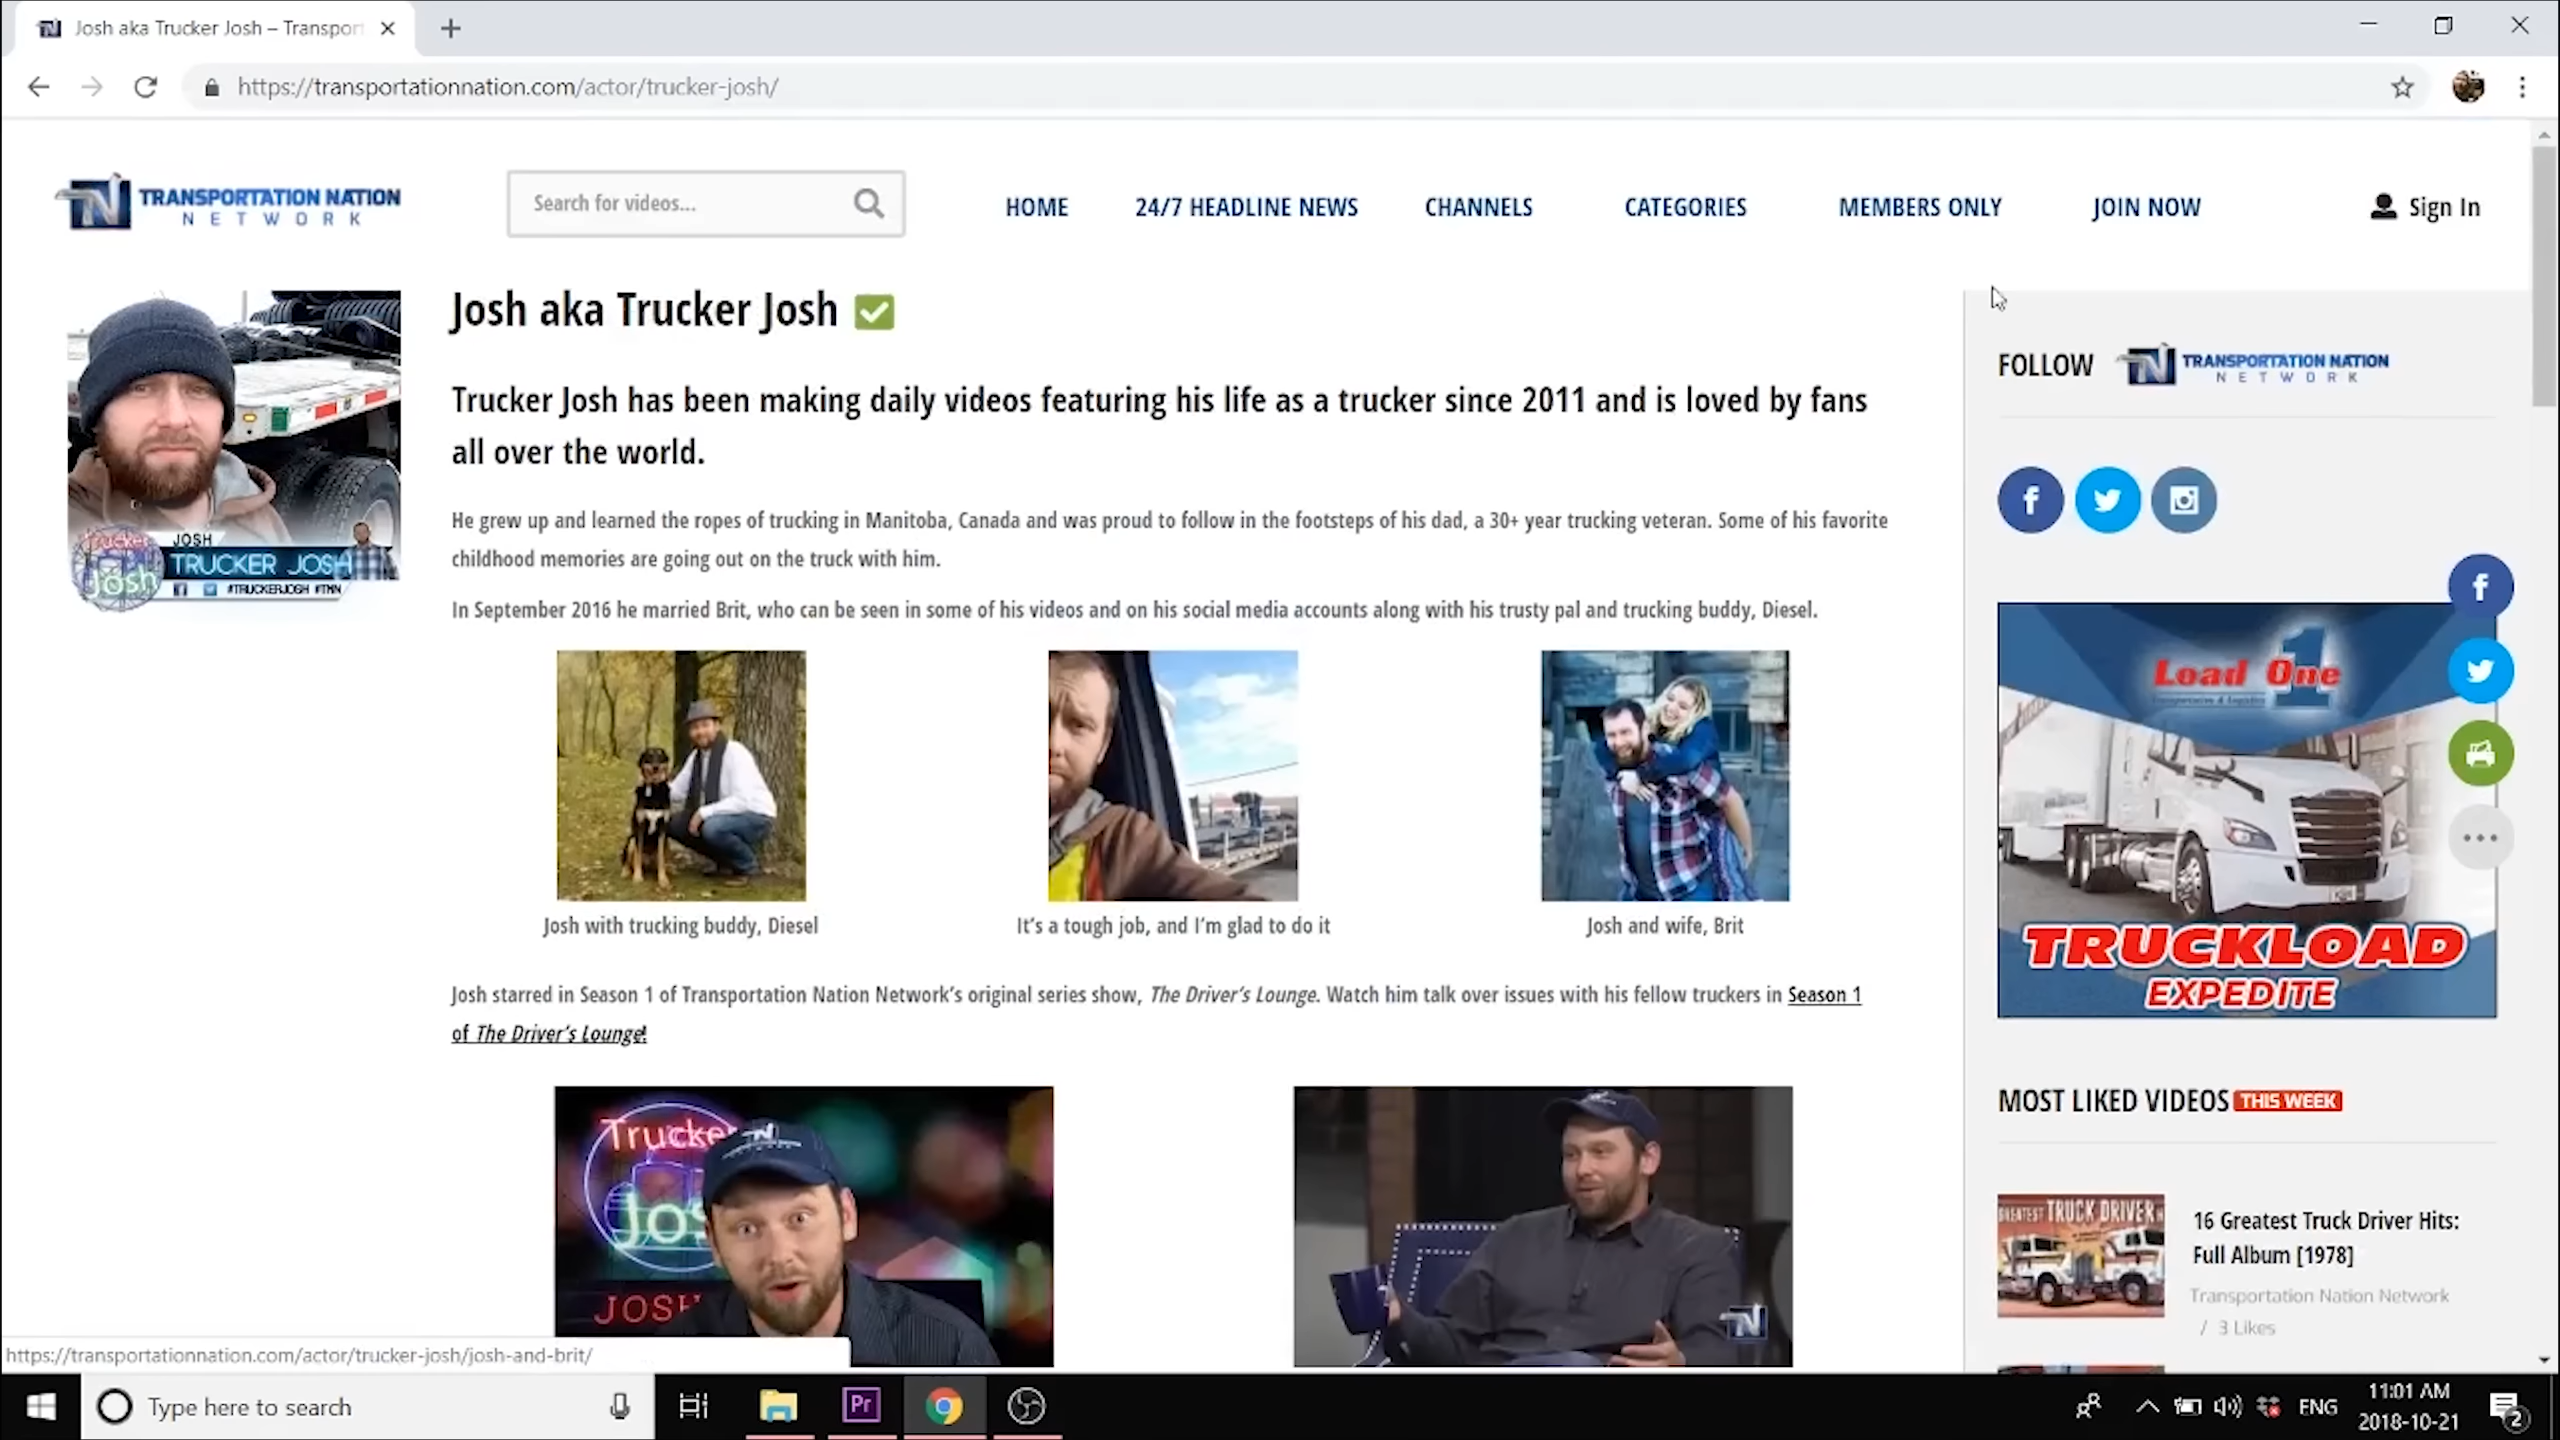 Josh aka Trucker Josh – Transport
https://transportationnation.com/actor/trucker-josh/
TRANSPORTATION NATION
NETWORK
Search for videos...
HOME
24/7 HEADLINE NEWS
CHANNELS
CATEGORIES
MEMBERS ONLY
JOIN NOW
Sign In
Josh aka Trucker Josh
Trucker Josh has been making daily videos featuring his life as a trucker since 2011 and is loved by fans
all over the world.
He grew up and learned the ropes of trucking in Manitoba, Canada and was proud to follow in the footsteps of his dad, a 30+ year trucking veteran. Some of his favorite
childhood memories are going out on the truck with him.
In September 2016 he married Brit, who can be seen in some of his videos and on his social media accounts along with his trusty pal and trucking buddy, Diesel.
Trucker
Josh
JOSH
TRUCKER JOSH
#TRUCKERJOSH #TNN
Josh with trucking buddy, Diesel
It's a tough job, and I'm glad to do it
Josh and wife, Brit
Josh starred in Season 1 of Transportation Nation Network's original series show, The Driver's Lounge. Watch him talk over issues with his fellow truckers in Season 1
of The Driver's Lounge!
Trucke
Jos
JOSH
TN
FOLLOW
TRANSPORTATION NATION
NETWORK
Load One
1
TRUCKLOAD
EXPEDITE
MOST LIKED VIDEOS THIS WEEK
GREATEST TRUCK DRIVER H
16 Greatest Truck Driver Hits:
Full Album [1978]
Transportation Nation Network
/ 3 Likes
https://transportationnation.com/actor/trucker-josh/josh-and-brit/
Type here to search
Pr
ENG
11:01 AM
2018-10-21
2